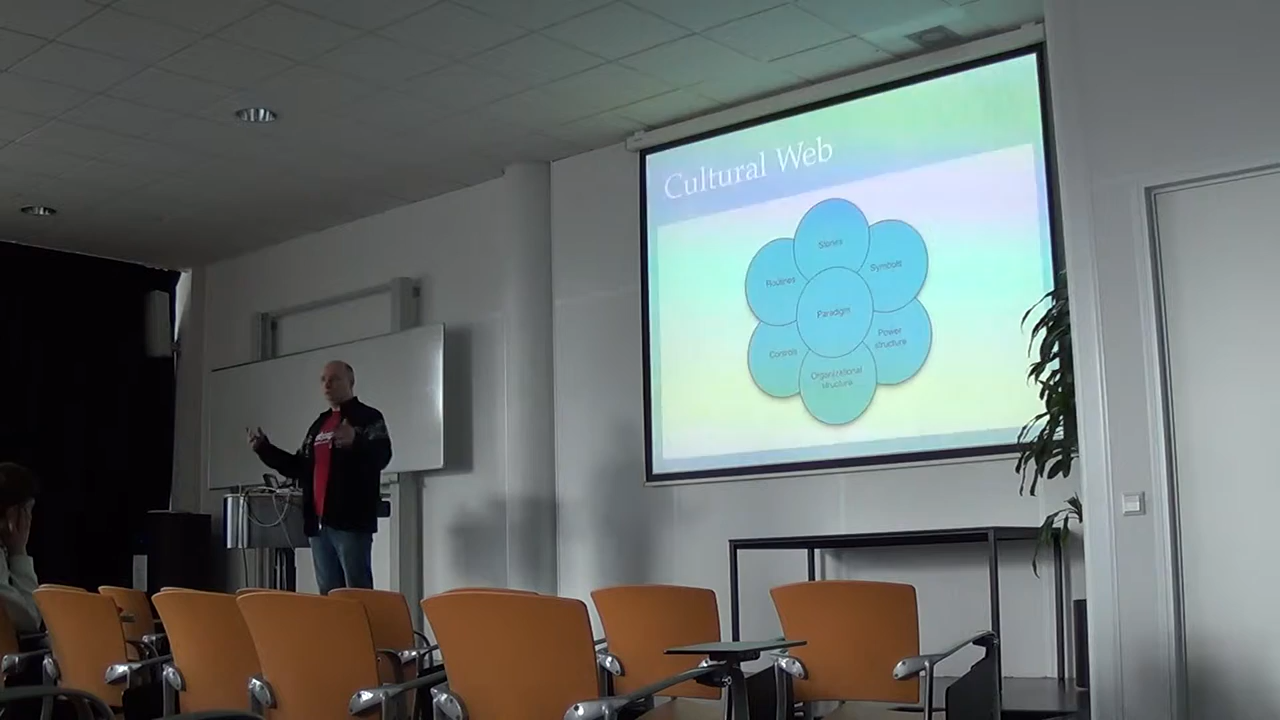 Cultural Web
Stories
Symbols
Routines
Paradigm
Power
structure
Controls
Organizational
structure